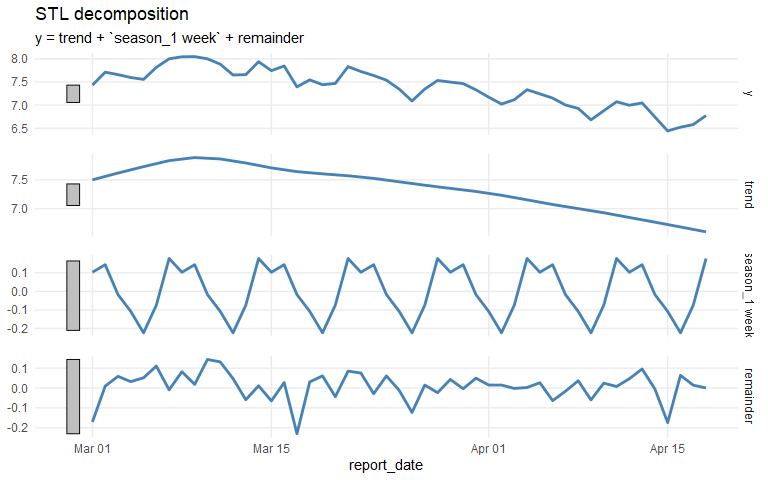 STL decomposition
y = trend + `season_1 week` + remainder
8.0
7.5
7.0
6.5
y
7.5
7.0
trend
0.1
0.0
-0.1
-0.2
season_1 week
0.1
0.0
-0.1
-0.2
remainder
Mar 01
Mar 15
Apr 01
Apr 15
report_date